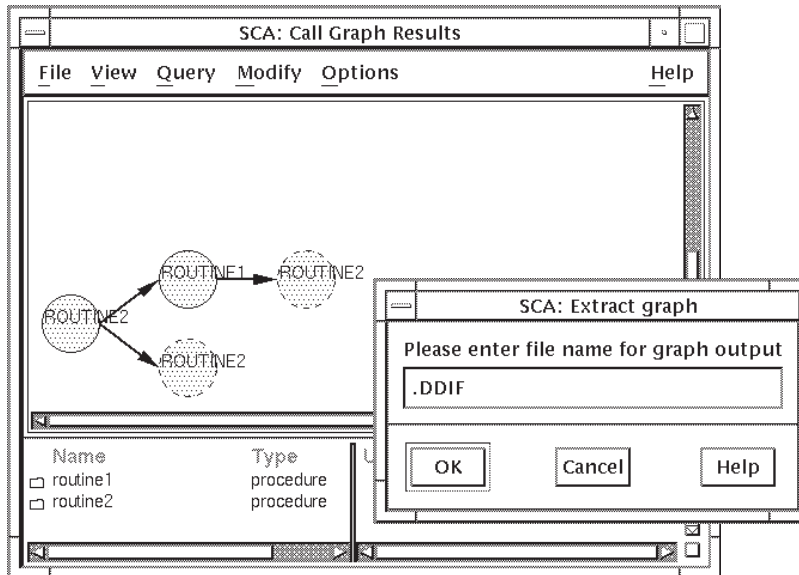 SCA: Call Graph Results
File View Query Modify Options Help
ROUTINE1
ROUTINE2
ROUTINE2
ROUTINE2
SCA: Extract graph
Please enter file name for graph output
.DDIF
OK Cancel Help
Name Type U
routine1 procedure
routine2 procedure